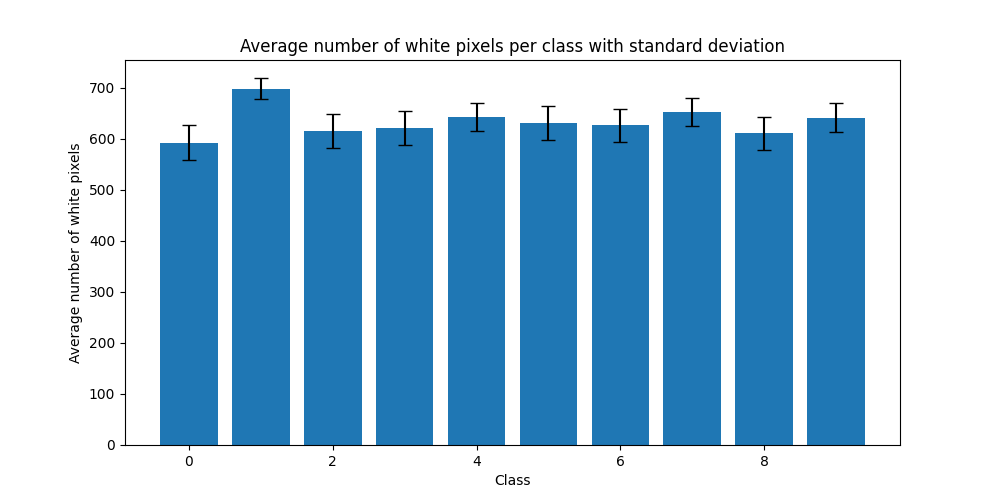 Average number of white pixels per class with standard deviation
Average number of white pixels
700
600
500
400
300
200
100
0
0 2 4 6 8
Class